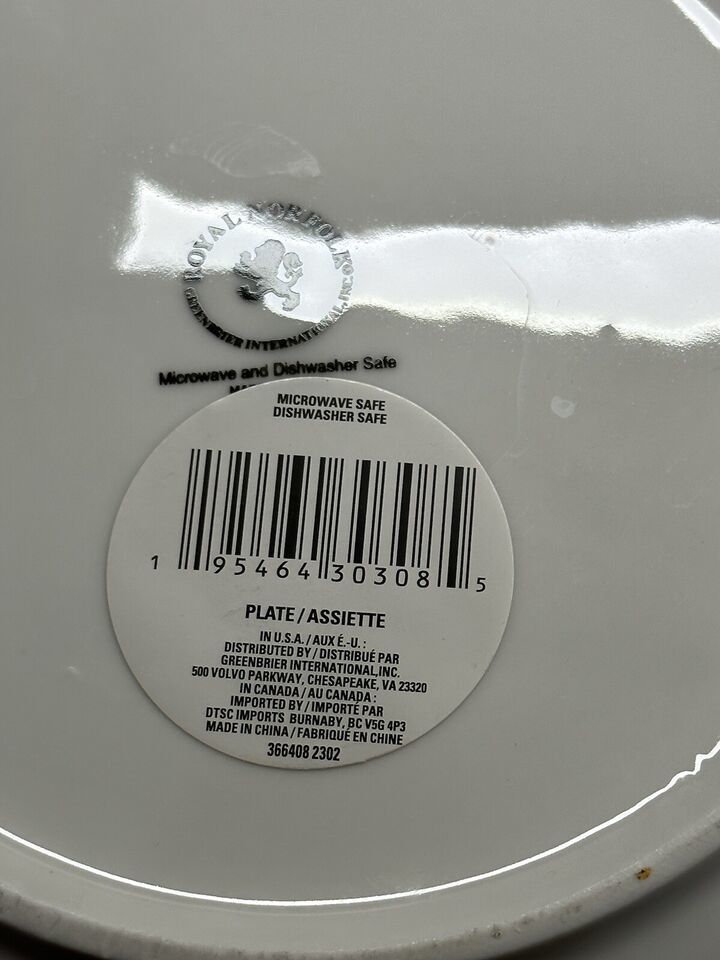 ROYAL NORFOLK
GREENBRIER INTERNATIONAL, INC.
Microwave and Dishwasher Safe
MICROWAVE SAFE
DISHWASHER SAFE
1 95464 30308 5
PLATE / ASSIETTE
IN U.S.A. / AUX É.-U. :
DISTRIBUTED BY / DISTRIBUÉ PAR
GREENBRIER INTERNATIONAL,INC.
500 VOLVO PARKWAY, CHESAPEAKE, VA 23320
IN CANADA / AU CANADA :
IMPORTED BY / IMPORTÉ PAR
DTSC IMPORTS BURNABY, BC V5G 4P3
MADE IN CHINA / FABRIQUÉ EN CHINE
366408 2302